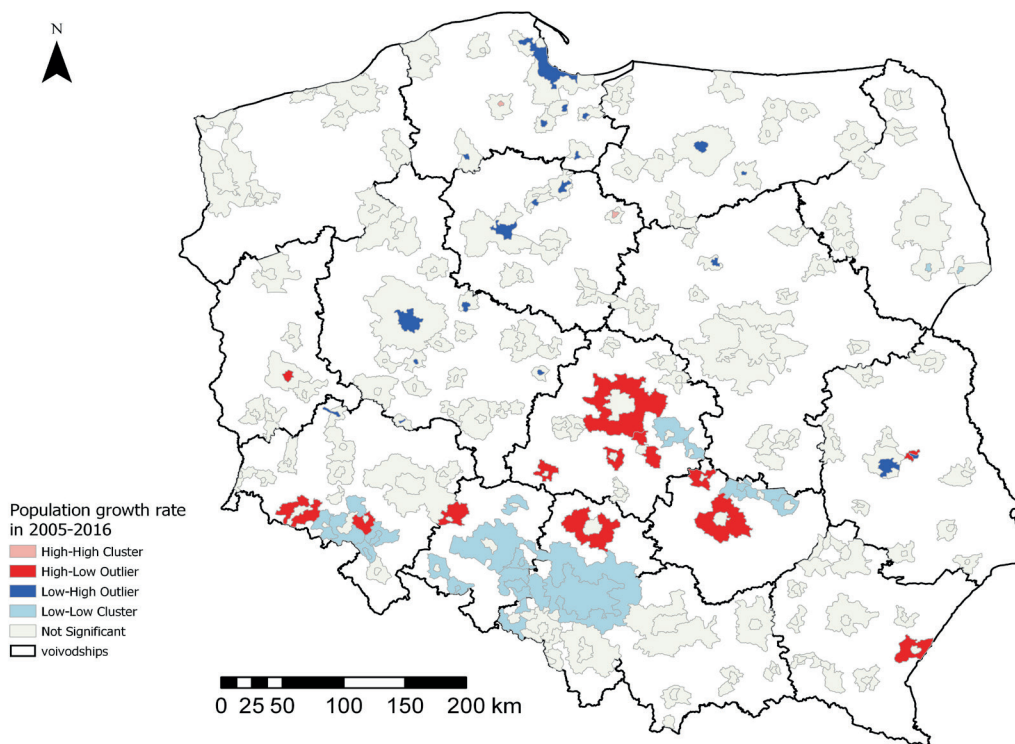 N
Population growth rate
in 2005-2016
High-High Cluster
High-Low Outlier
Low-High Outlier
Low-Low Cluster
Not Significant
voivodships
0 25 50 100 150 200 km